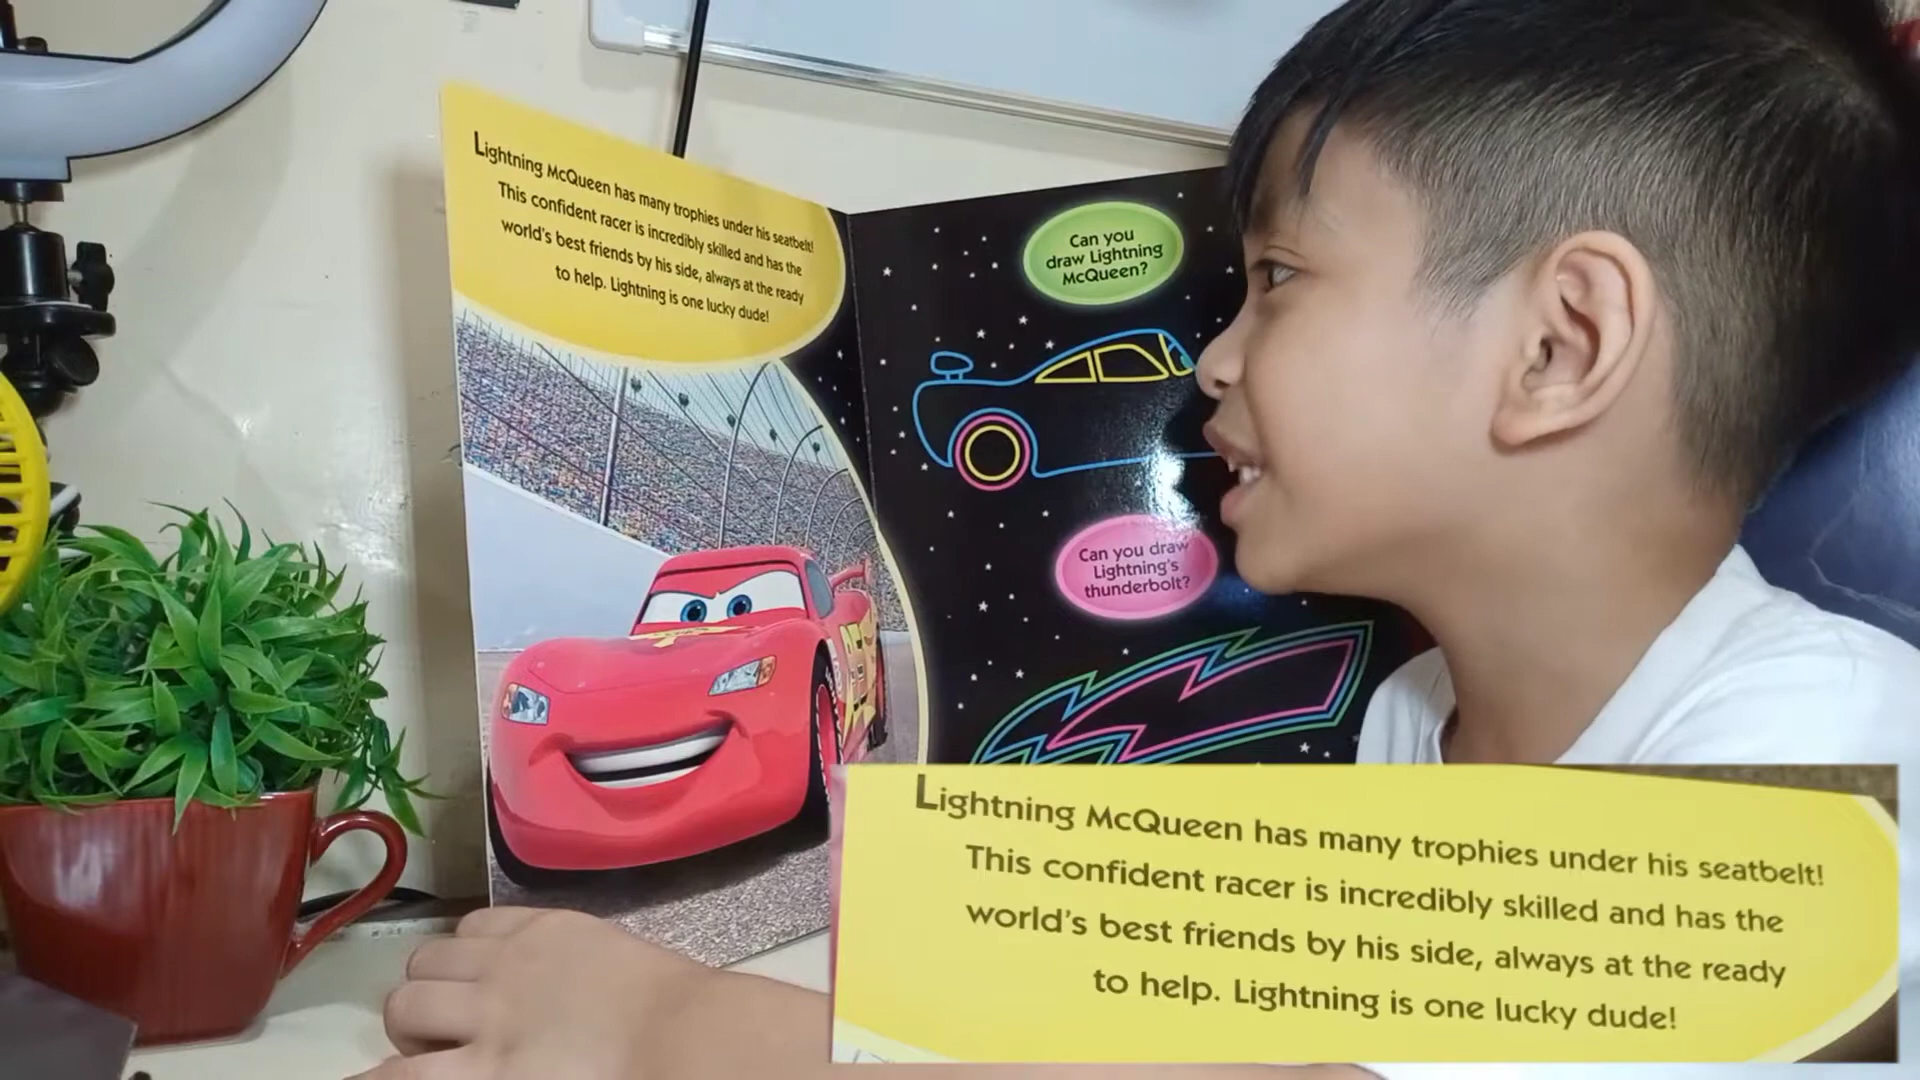 Lightning McQueen has many trophies under his seatbelt!
This confident racer is incredibly skilled and has the
world's best friends by his side, always at the ready
to help. Lightning is one lucky dude!
Can you
draw Lightning
McQueen?
Can you draw
Lightning's
thunderbolt?
Lightning McQueen has many trophies under his seatbelt!
This confident racer is incredibly skilled and has the
world's best friends by his side, always at the ready
to help. Lightning is one lucky dude!